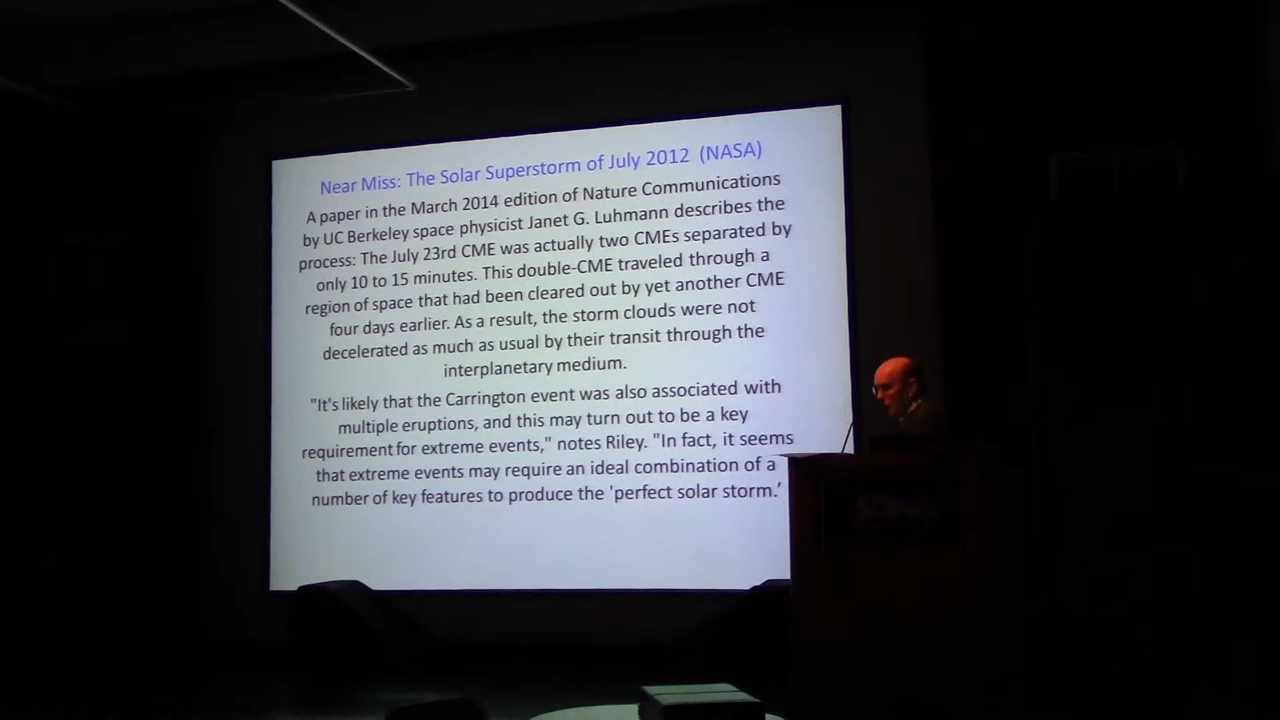 Near Miss: The Solar Superstorm of July 2012 (NASA)
A paper in the March 2014 edition of Nature Communications
by UC Berkeley space physicist Janet G. Luhmann describes the
process: The July 23rd CME was actually two CMEs separated by
only 10 to 15 minutes. This double-CME traveled through a
region of space that had been cleared out by yet another CME
four days earlier. As a result, the storm clouds were not
decelerated as much as usual by their transit through the
interplanetary medium.
"It's likely that the Carrington event was also associated with
multiple eruptions, and this may turn out to be a key
requirement for extreme events," notes Riley. "In fact, it seems
that extreme events may require an ideal combination of a
number of key features to produce the 'perfect solar storm.'